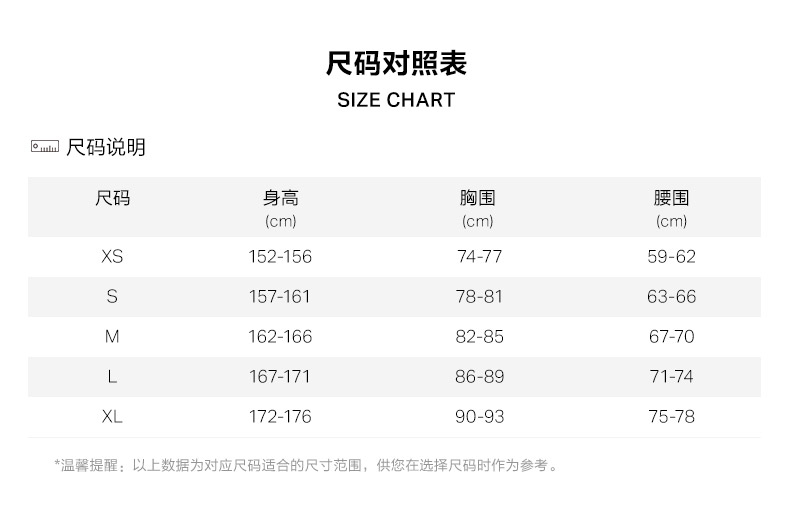 尺码对照表
SIZE CHART
尺码说明
尺码 身高 胸围 腰围
(cm) (cm) (cm)
XS 152-156 74-77 59-62
S 157-161 78-81 63-66
M 162-166 82-85 67-70
L 167-171 86-89 71-74
XL 172-176 90-93 75-78
*温馨提醒：以上数据为对应尺码适合的尺寸范围，供您在选择尺码时作为参考。